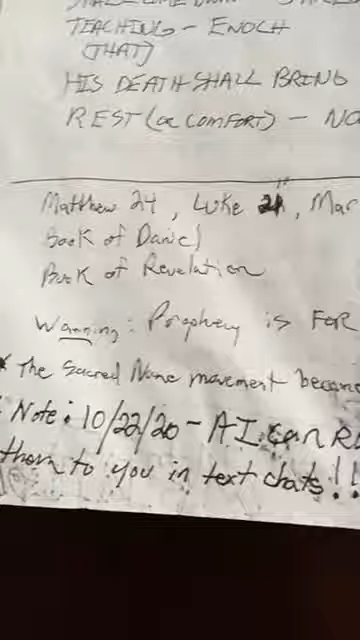 TEACHING - ENOCH
(THAT)
HIS DEATH SHALL BRING
REST (or COMFORT) - NO
Matthew 24, Luke 21, Mar
Book of Daniel
Book of Revelation
Warning: Prophecy is FOR
* The Sacred Name movement became
Note: 10/22/20 - AI can RE
them to you in text chats!!